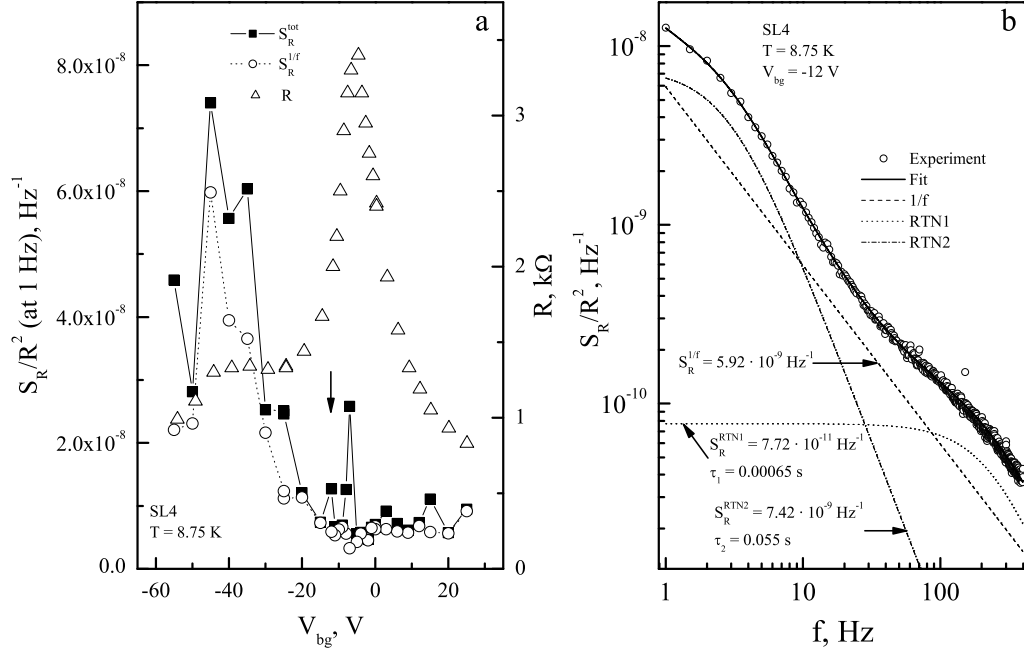 a
S_R^tot
S_R^1/f
R
8.0x10^-8
6.0x10^-8
4.0x10^-8
2.0x10^-8
0.0
S_R/R^2 (at 1 Hz), Hz^-1
3
2
1
0
R, kΩ
SL4
T = 8.75 K
-60 -40 -20 0 20
V_bg, V
b
SL4
T = 8.75 K
V_bg = -12 V
Experiment
Fit
1/f
RTN1
RTN2
10^-8
10^-9
10^-10
S_R/R^2, Hz^-1
S_R^1/f = 5.92 · 10^-9 Hz^-1
S_R^RTN1 = 7.72 · 10^-11 Hz^-1
τ_1 = 0.00065 s
S_R^RTN2 = 7.42 · 10^-9 Hz^-1
τ_2 = 0.055 s
1 10 100
f, Hz